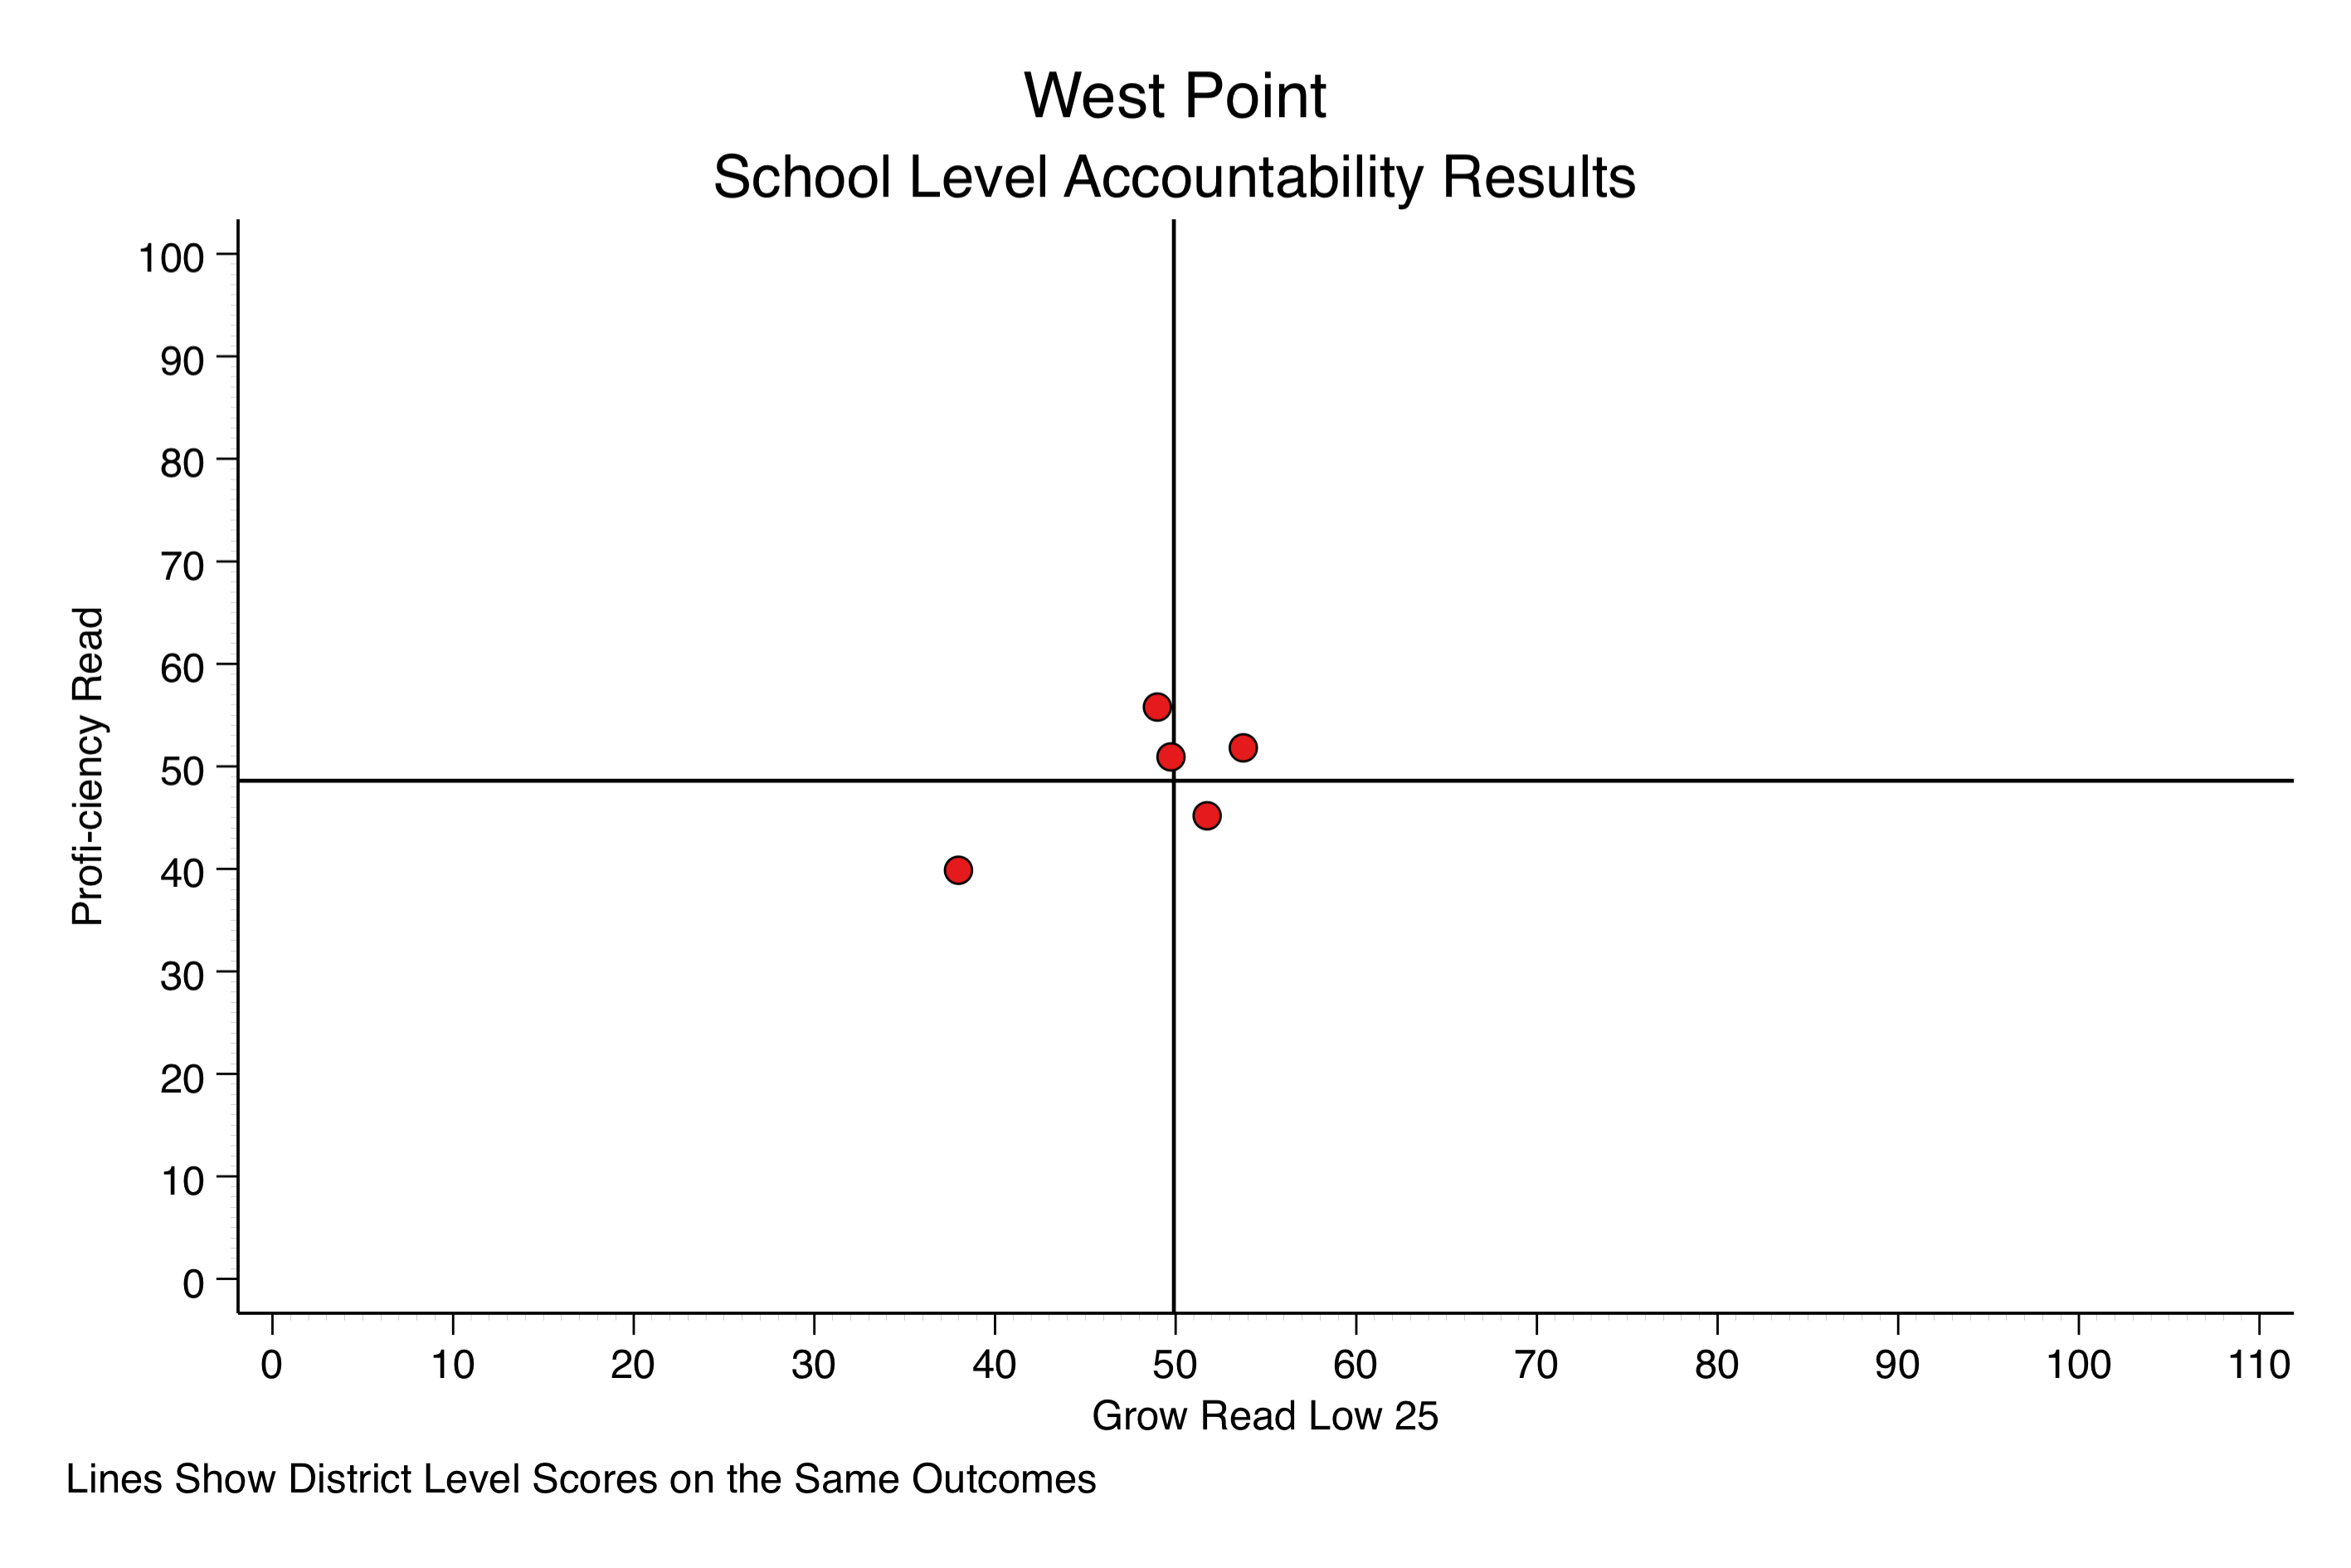 West Point
School Level Accountability Results
100
90
80
70
60
50
40
30
20
10
0
Profi-ciency Read
0 10 20 30 40 50 60 70 80 90 100 110
Grow Read Low 25
Lines Show District Level Scores on the Same Outcomes